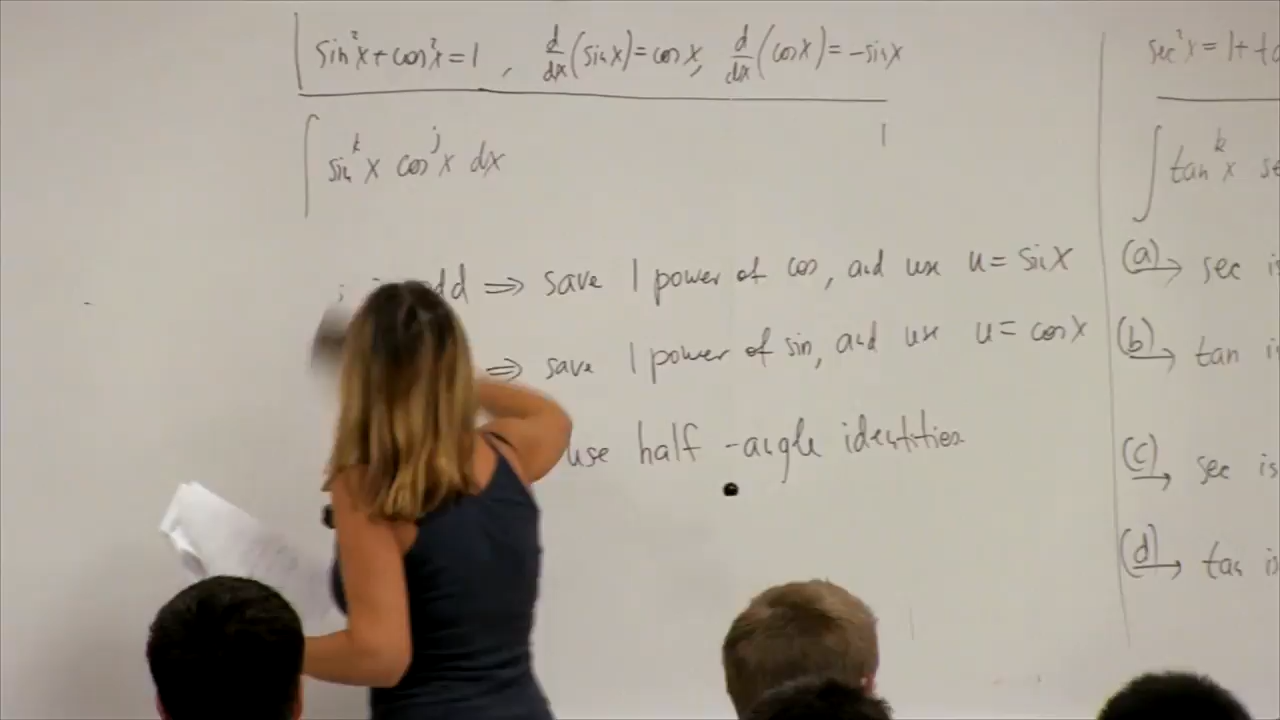 sin²x + cos²x = 1 , d/dx (sin x) = cos x, d/dx (cos x) = -sin x
∫ sin^k x cos^j x dx
odd ⇒ save 1 power of cos, and use u = sin x
⇒ save 1 power of sin, and use u = cos x
use half-angle identities
sec²x = 1 +
∫ tan^k x
(a) → sec
(b) → tan
(c) → sec is
(d) → tan is